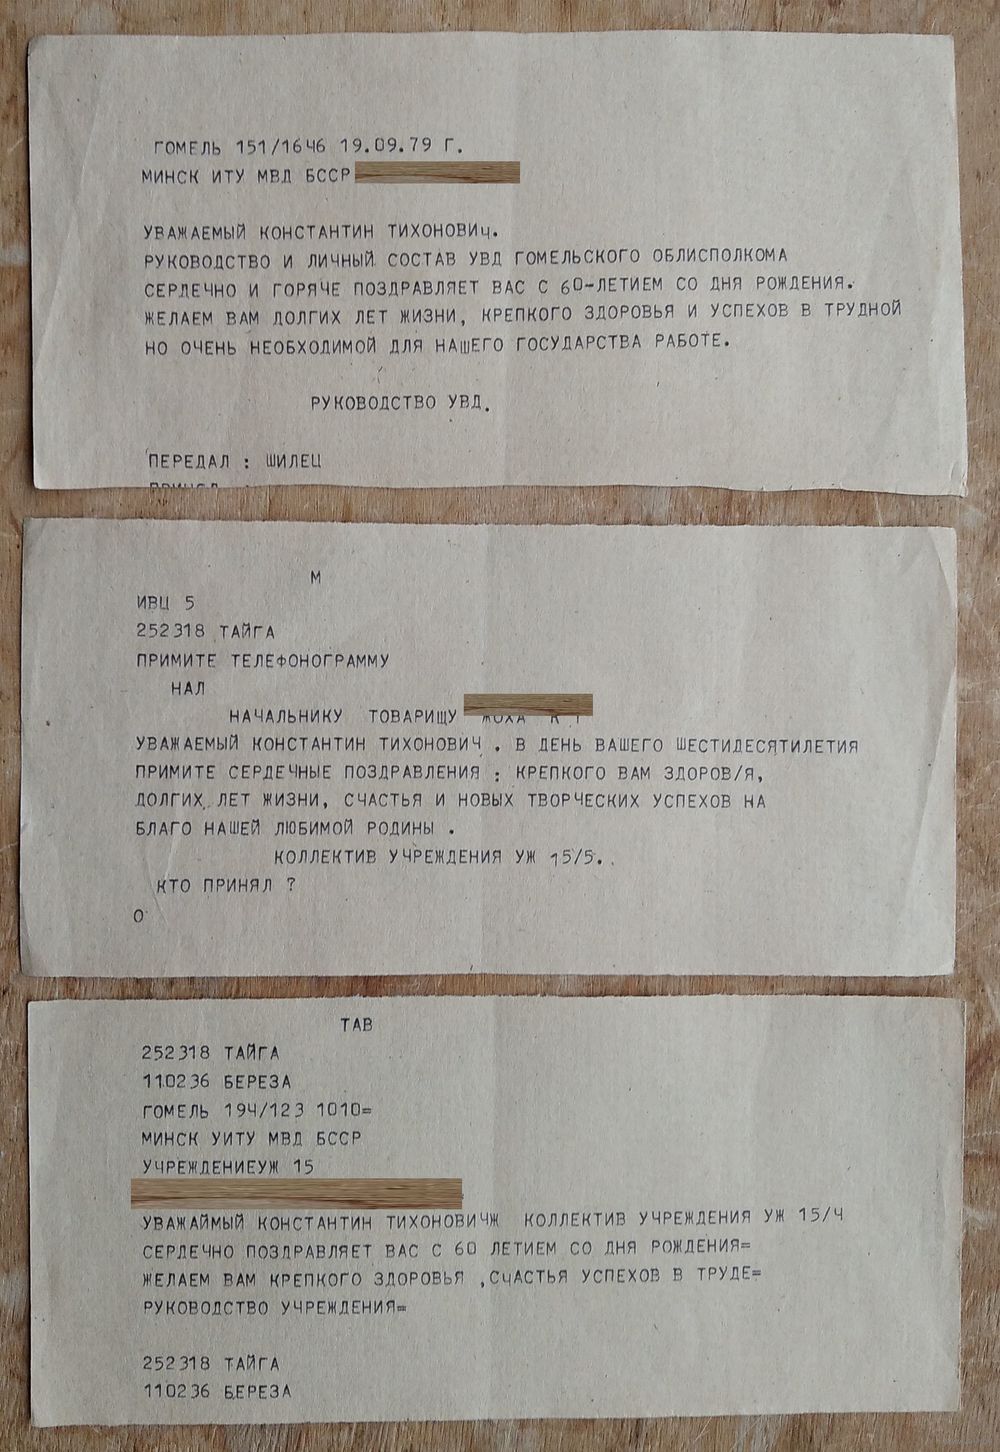 ГОМЕЛЬ 151/1646 19.09.79 Г.
МИНСК ИТУ МВД БССР
УВАЖАЕМЫЙ КОНСТАНТИН ТИХОНОВИЧ.
РУКОВОДСТВО И ЛИЧНЫЙ СОСТАВ УВД ГОМЕЛЬСКОГО ОБЛИСПОЛКОМА
СЕРДЕЧНО И ГОРЯЧЕ ПОЗДРАВЛЯЕТ ВАС С 60-ЛЕТИЕМ СО ДНЯ РОЖДЕНИЯ.
ЖЕЛАЕМ ВАМ ДОЛГИХ ЛЕТ ЖИЗНИ, КРЕПКОГО ЗДОРОВЬЯ И УСПЕХОВ В ТРУДНОЙ
НО ОЧЕНЬ НЕОБХОДИМОЙ ДЛЯ НАШЕГО ГОСУДАРСТВА РАБОТЕ.
РУКОВОДСТВО УВД.
ПЕРЕДАЛ : ШИЛЕЦ
М
ИВЦ 5
252318 ТАЙГА
ПРИМИТЕ ТЕЛЕФОНОГРАММУ
НАЛ
НАЧАЛЬНИКУ ТОВАРИЩУ
УВАЖАЕМЫЙ КОНСТАНТИН ТИХОНОВИЧ . В ДЕНЬ ВАШЕГО ШЕСТИДЕСЯТИЛЕТИЯ
ПРИМИТЕ СЕРДЕЧНЫЕ ПОЗДРАВЛЕНИЯ : КРЕПКОГО ВАМ ЗДОРОВ/Я,
ДОЛГИХ ЛЕТ ЖИЗНИ, СЧАСТЬЯ И НОВЫХ ТВОРЧЕСКИХ УСПЕХОВ НА
БЛАГО НАШЕЙ ЛЮБИМОЙ РОДИНЫ .
КОЛЛЕКТИВ УЧРЕЖДЕНИЯ УЖ 15/5.
КТО ПРИНЯЛ ?
О
ТАВ
252318 ТАЙГА
110236 БЕРЕЗА
ГОМЕЛЬ 194/123 1010=
МИНСК УИТУ МВД БССР
УЧРЕЖДЕНИЕУЖ 15
УВАЖАЙМЫЙ КОНСТАНТИН ТИХОНОВИЧЖ КОЛЛЕКТИВ УЧРЕЖДЕНИЯ УЖ 15/4
СЕРДЕЧНО ПОЗДРАВЛЯЕТ ВАС С 60 ЛЕТИЕМ СО ДНЯ РОЖДЕНИЯ=
ЖЕЛАЕМ ВАМ КРЕПКОГО ЗДОРОВЬЯ ,СЧАСТЬЯ УСПЕХОВ В ТРУДЕ=
РУКОВОДСТВО УЧРЕЖДЕНИЯ=
252318 ТАЙГА
110236 БЕРЕЗА